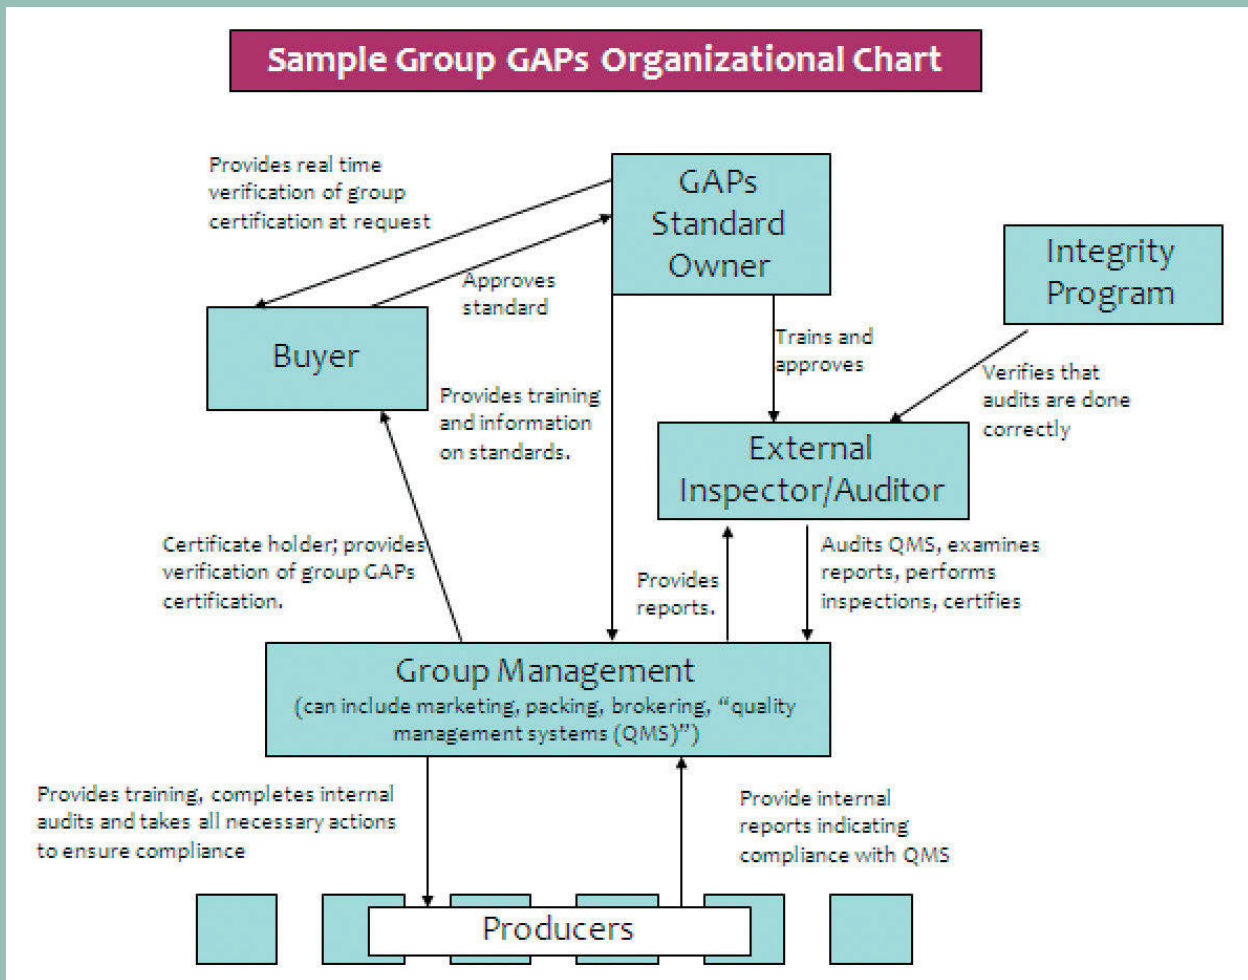 Sample Group GAPs Organizational Chart
Provides real time
verification of group
certification at request
GAPs
Standard
Owner
Integrity
Program
Approves
standard
Buyer
Trains and
approves
Verifies that
audits are done
correctly
Provides training
and information
on standards.
External
Inspector/Auditor
Certificate holder; provides
verification of group GAPs
certification.
Provides
reports.
Audits QMS, examines
reports, performs
inspections, certifies
Group Management
(can include marketing, packing, brokering, “quality
management systems (QMS)”)
Provides training, completes internal
audits and takes all necessary actions
to ensure compliance
Provide internal
reports indicating
compliance with QMS
Producers